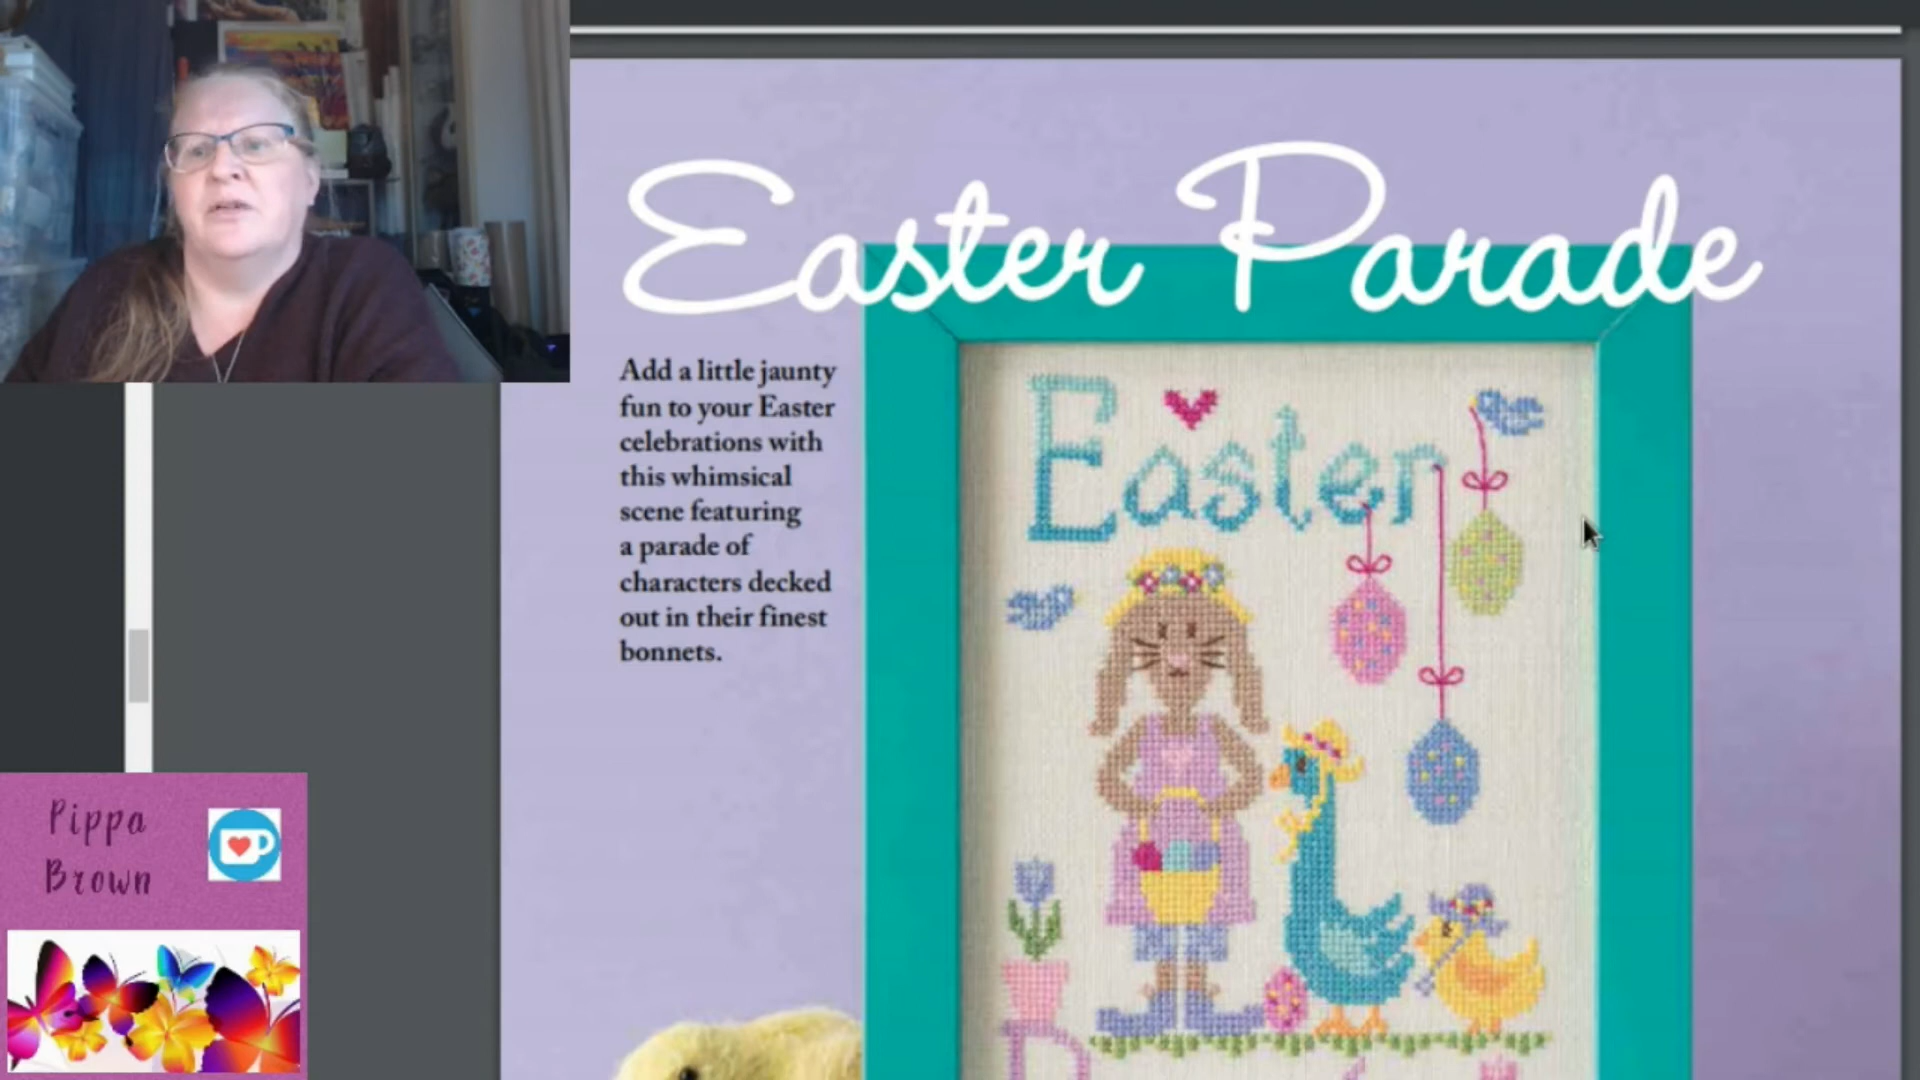 Easter Parade
Add a little jaunty
fun to your Easter
celebrations with
this whimsical
scene featuring
a parade of
characters decked
out in their finest
bonnets.
Easter
Pippa
Brown